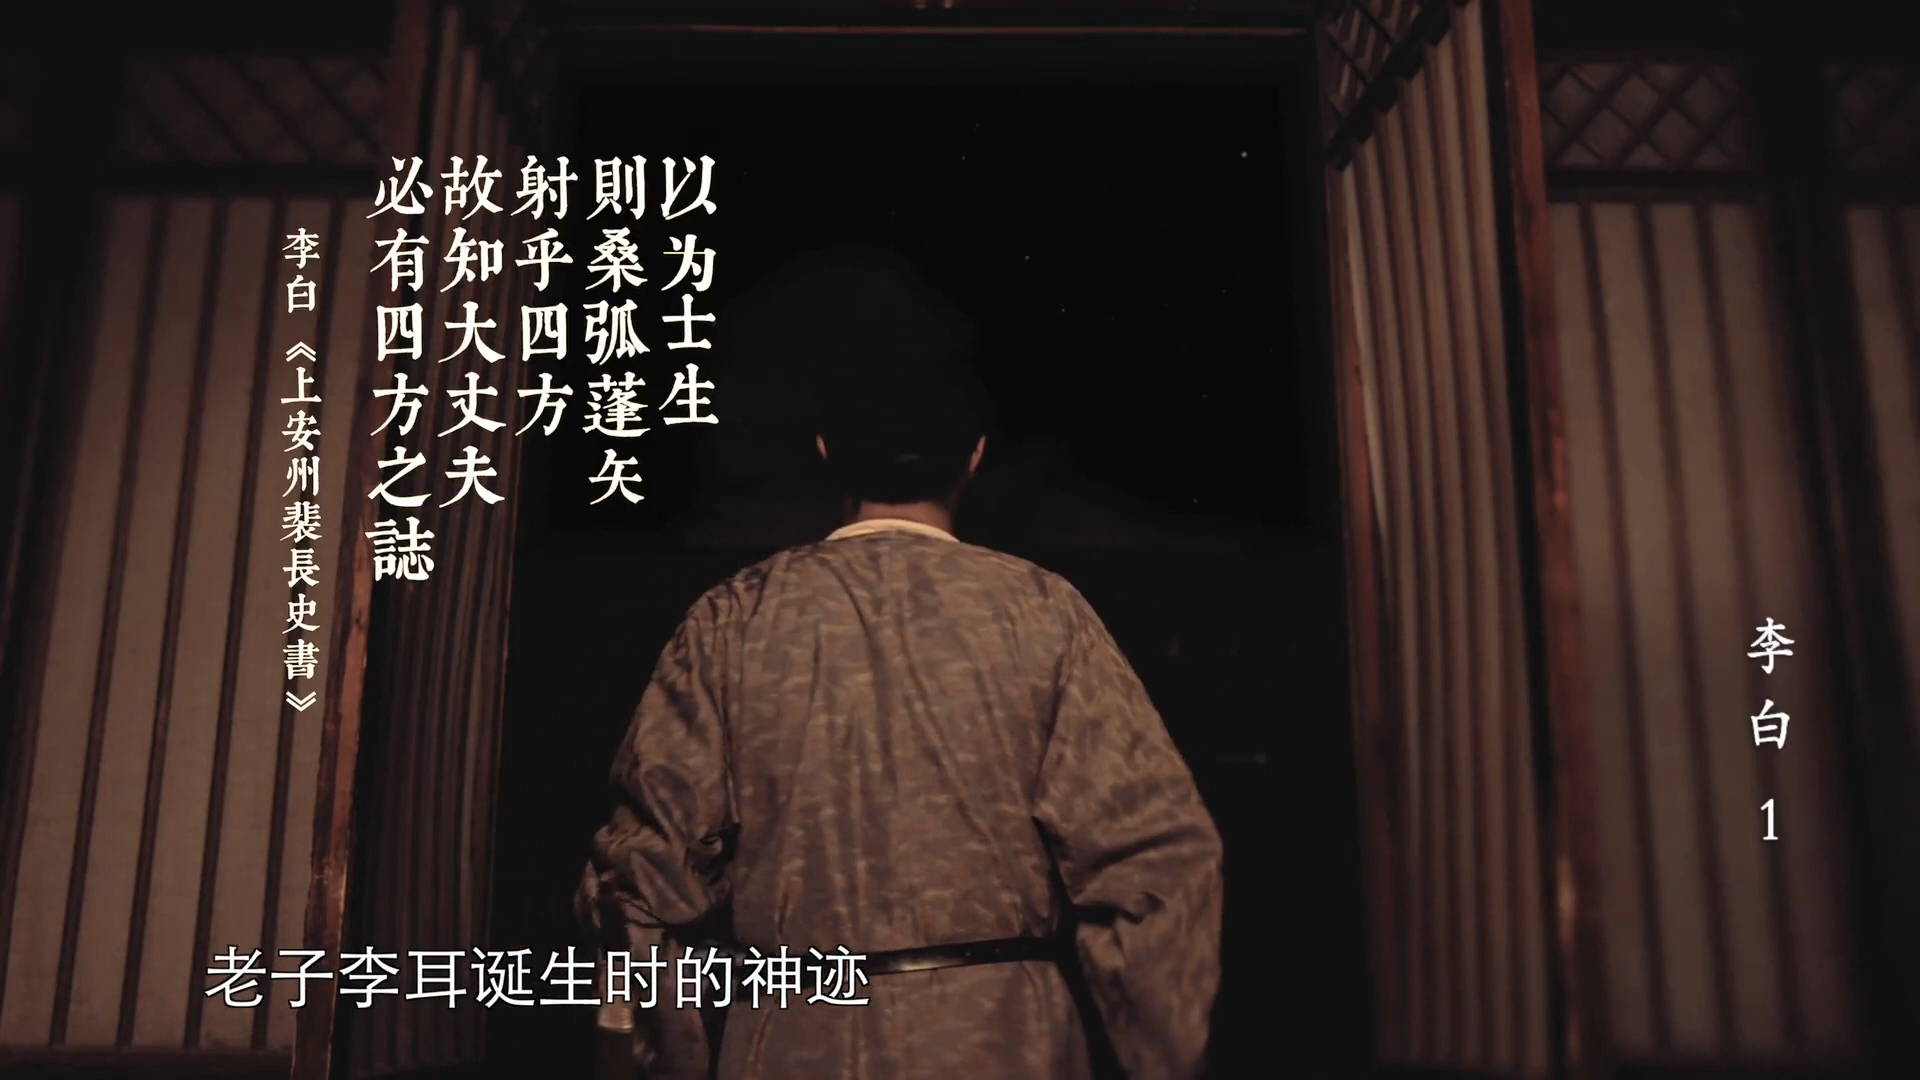 以为士生
則桑弧蓬矢
射乎四方
故知大丈夫
必有四方之誌
李白《上安州裴長史書》
李白 1
老子李耳诞生时的神迹